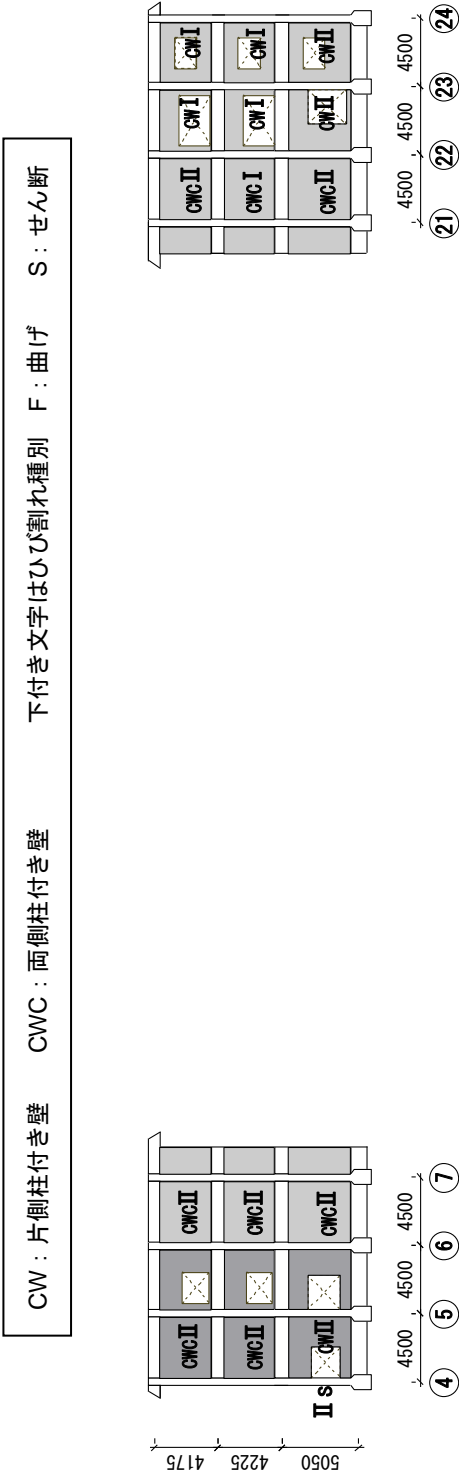 CW：片側柱付き壁　CWC：両側柱付き壁　下付き文字はひび割れ種別　F：曲げ　S：せん断
4175 CWCⅡ CWCⅡ CWCⅡ CWⅠ CWⅠ
4225 CWCⅡ CWCⅡ CWCⅠ CWⅠ CWⅠ
5050 ⅡS CWⅡ CWCⅡ CWCⅡ CWⅡ CWⅡ
4500 4500 4500 4500 4500 4500
④ ⑤ ⑥ ⑦ ㉑ ㉒ ㉓ ㉔